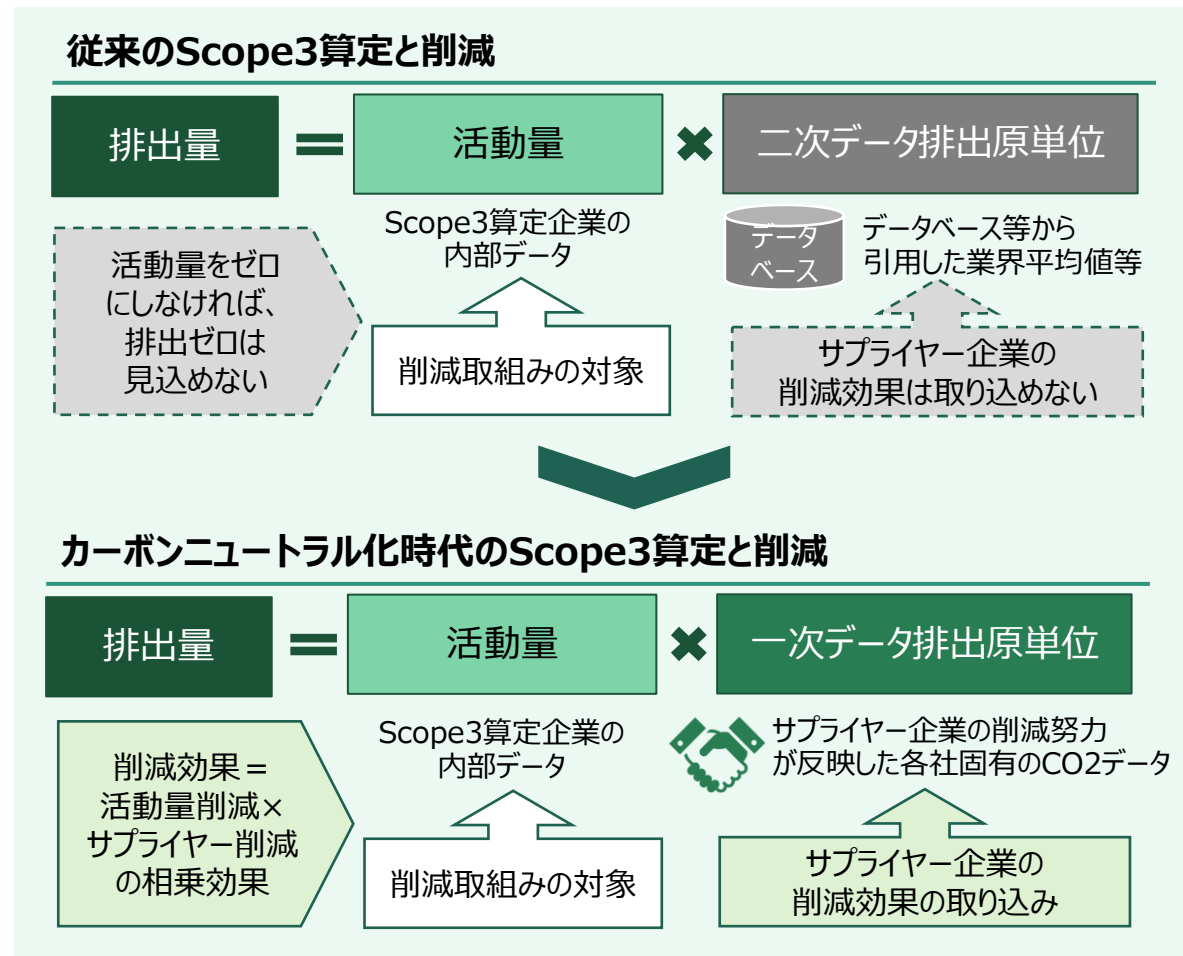 従来のScope3算定と削減
排出量
＝
活動量
×
二次データ排出原単位
Scope3算定企業の
内部データ
データ
ベース
データベース等から
引用した業界平均値等
活動量をゼロ
にしなければ、
排出ゼロは
見込めない
削減取組みの対象
サプライヤー企業の
削減効果は取り込めない
カーボンニュートラル化時代のScope3算定と削減
排出量
＝
活動量
×
一次データ排出原単位
Scope3算定企業の
内部データ
サプライヤー企業の削減努力
が反映した各社固有のCO2データ
削減効果＝
活動量削減×
サプライヤー削減
の相乗効果
削減取組みの対象
サプライヤー企業の
削減効果の取り込み